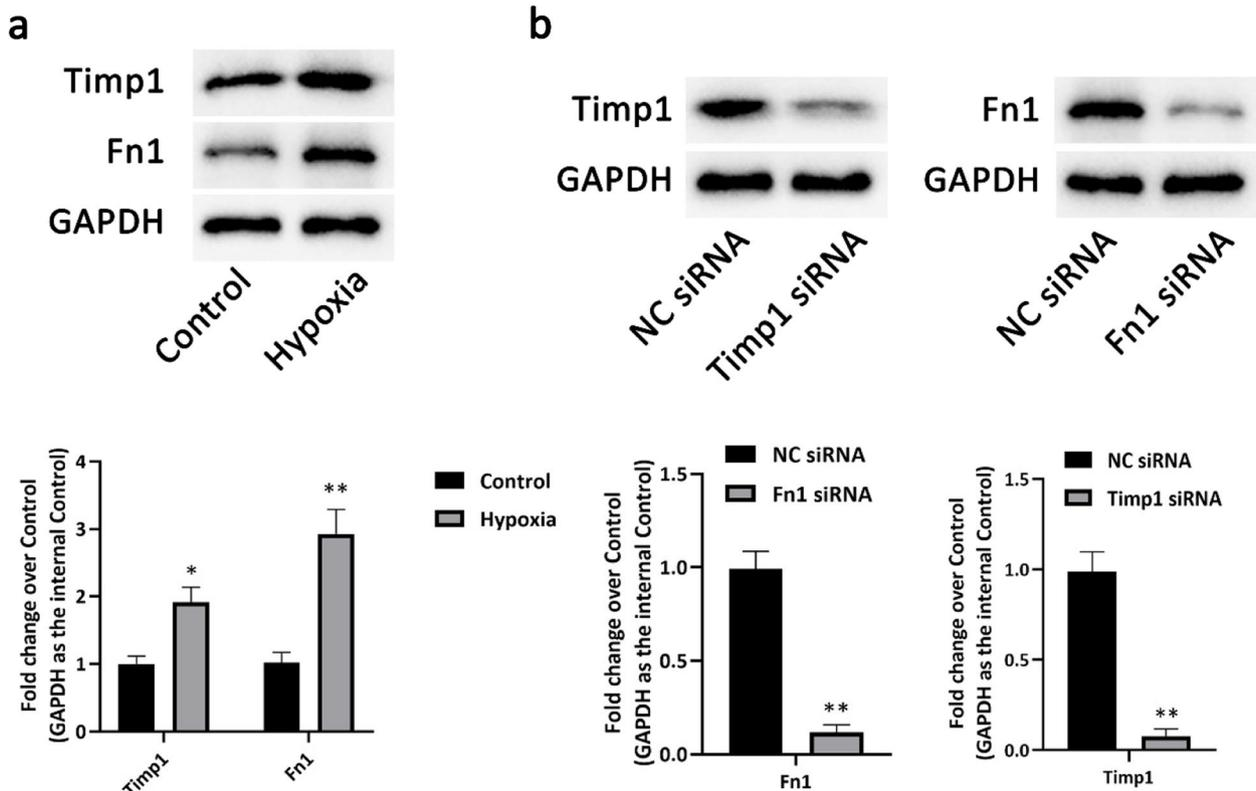 a
Timp1
Fn1
GAPDH
Control
Hypoxia
b
Timp1
GAPDH
NC siRNA
Timp1 siRNA
Fn1
GAPDH
NC siRNA
Fn1 siRNA
Fold change over Control
(GAPDH as the internal Control)
4
3
2
1
0
*
**
Timp1
Fn1
Control
Hypoxia
Fold change over Control
(GAPDH as the internal Control)
1.5
1.0
0.5
0.0
NC siRNA
Fn1 siRNA
**
Fn1
Fold change over Control
(GAPDH as the internal Control)
1.5
1.0
0.5
0.0
NC siRNA
Timp1 siRNA
**
Timp1